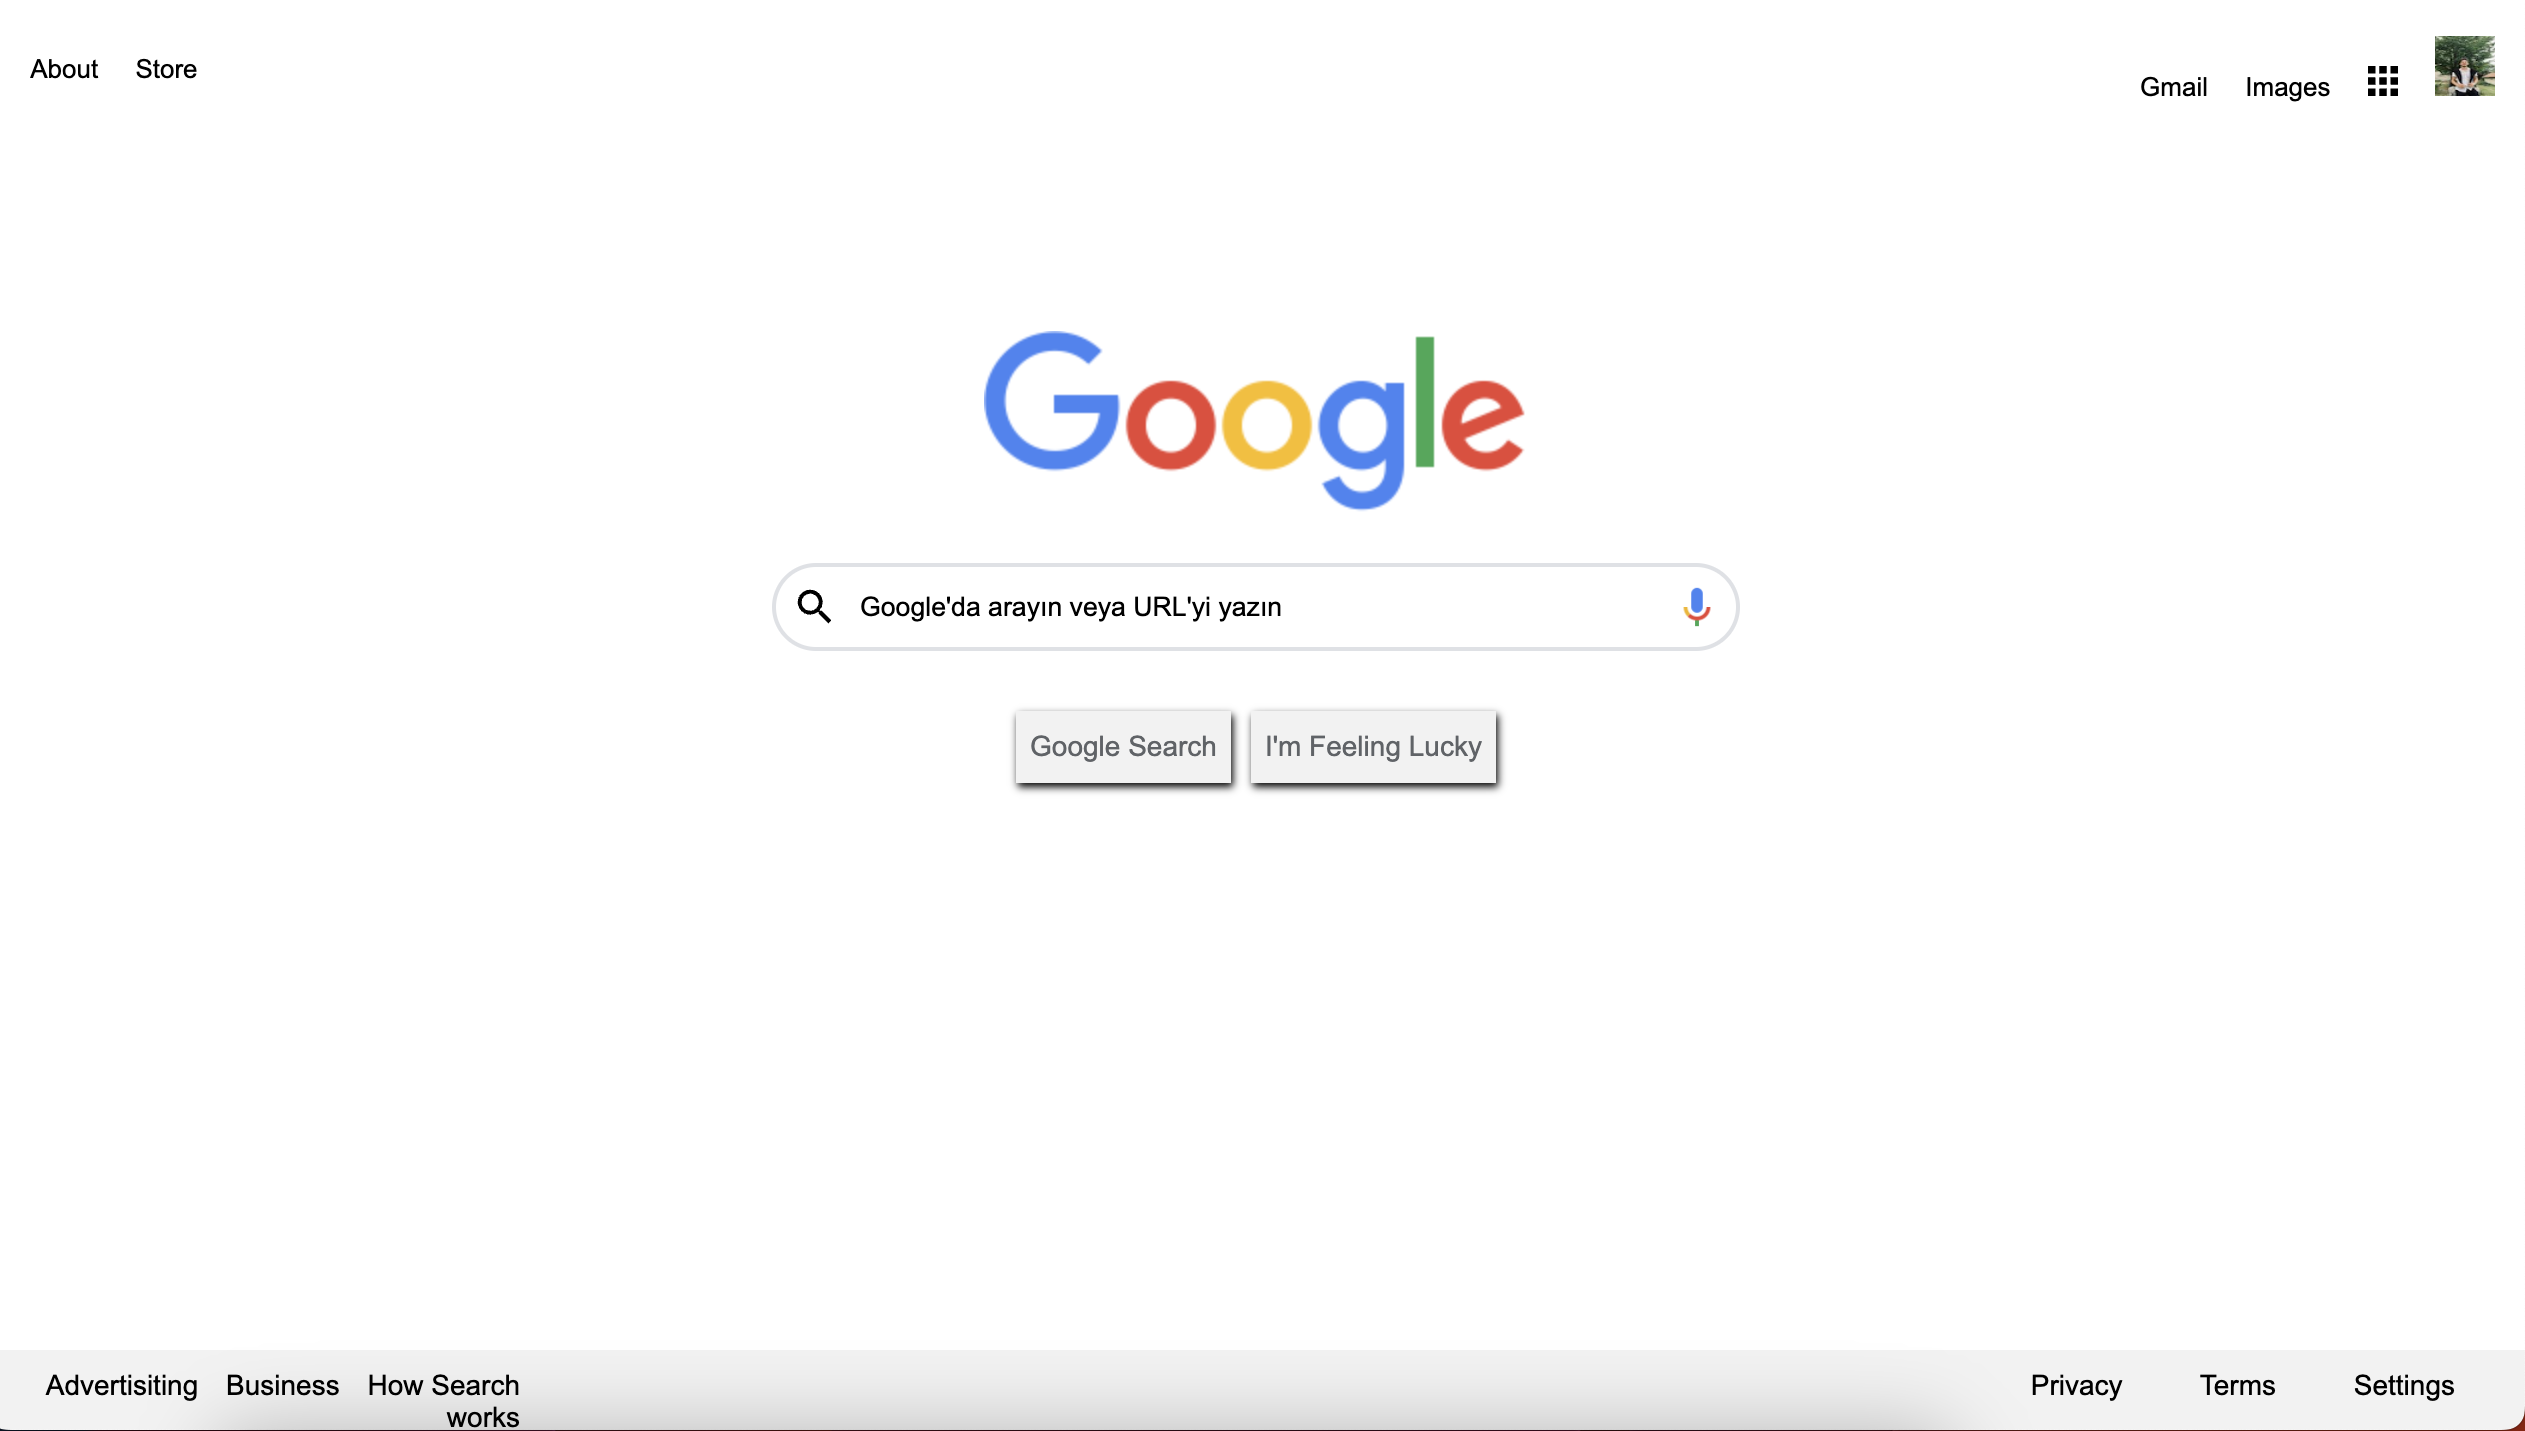 About Store
Gmail Images
Google
Google'da arayın veya URL'yi yazın
Google Search I'm Feeling Lucky
Advertisiting Business How Search
works
Privacy Terms Settings